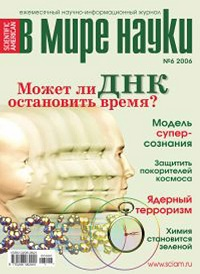 ежемесячный научно-информационный журнал
SCIENTIFIC
AMERICAN
В мире науки
№6 2006
Может ли ДНК
остановить время?
Модель
супер-
сознания
Защитить
покорителей
космоса
Ядерный
терроризм
Химия
становится
зеленой
www.sciam.ru